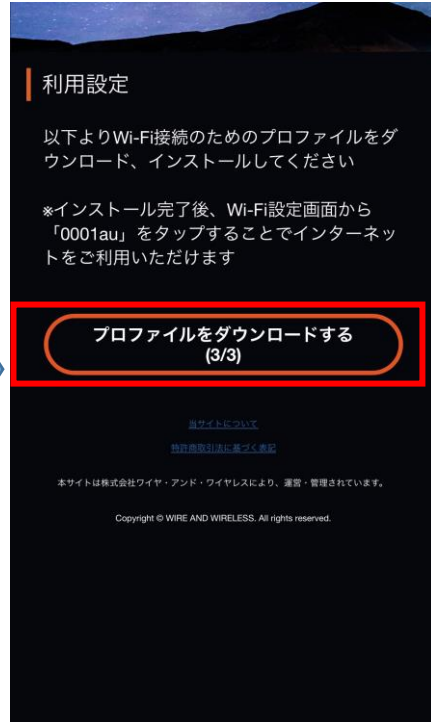 利用設定
以下よりWi-Fi接続のためのプロファイルをダ
ウンロード、インストールしてください
※インストール完了後、Wi-Fi設定画面から
「0001au」をタップすることでインターネッ
トをご利用いただけます
プロファイルをダウンロードする
(3/3)
当サイトについて
特許商取引法に基づく表記
本サイトは株式会社ワイヤ・アンド・ワイヤレスにより、運営・管理されています。
Copyright © WIRE AND WIRELESS. All rights reserved.